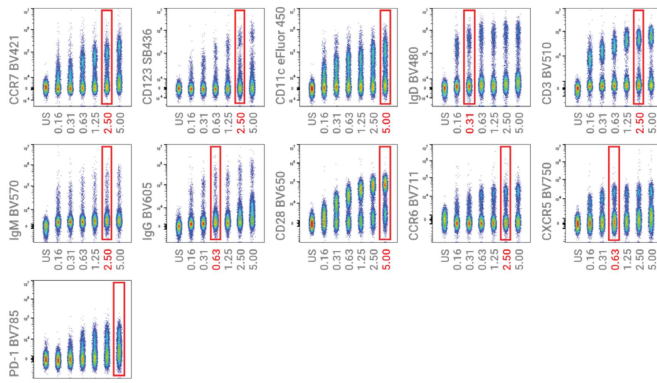 CCR7 BV421
US 0.16 0.31 0.63 1.25 2.50 5.00
CD123 SB436
US 0.16 0.31 0.63 1.25 2.50 5.00
CD11c eFluor 450
US 0.16 0.31 0.63 1.25 2.50 5.00
IgD BV480
US 0.16 0.31 0.63 1.25 2.50 5.00
CD3 BV510
US 0.16 0.31 0.63 1.25 2.50 5.00
IgM BV570
US 0.16 0.31 0.63 1.25 2.50 5.00
IgG BV605
US 0.16 0.31 0.63 1.25 2.50 5.00
CD28 BV650
US 0.16 0.31 0.63 1.25 2.50 5.00
CCR6 BV711
US 0.16 0.31 0.63 1.25 2.50 5.00
CXCR5 BV750
US 0.16 0.31 0.63 1.25 2.50 5.00
PD-1 BV785
US 0.16 0.31 0.63 1.25 2.50 5.00